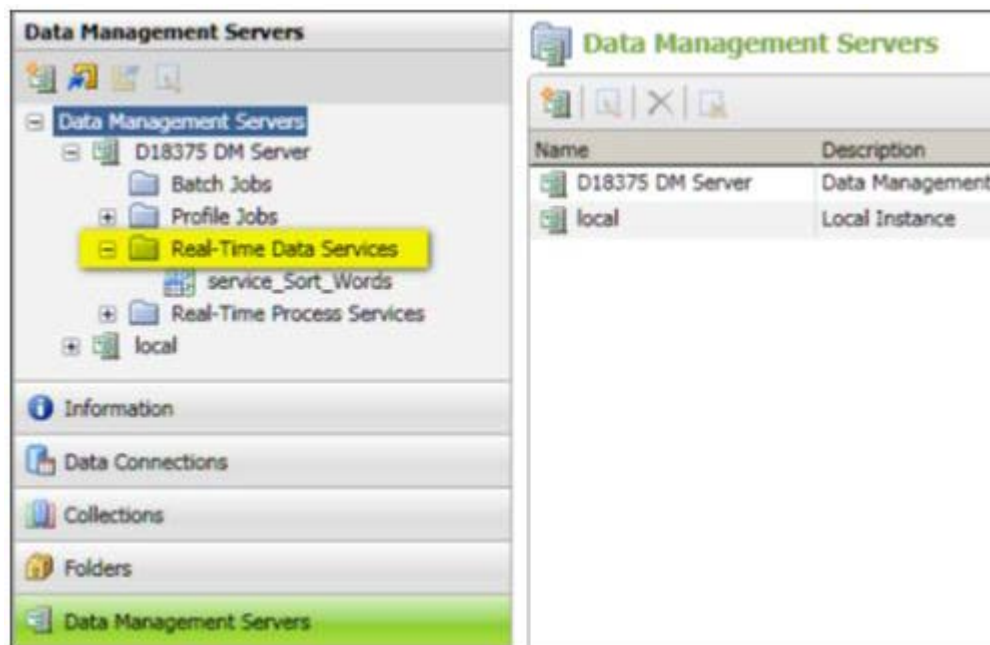 Data Management Servers
Data Management Servers
D18375 DM Server
Batch Jobs
Profile Jobs
Real-Time Data Services
service_Sort_Words
Real-Time Process Services
local
Information
Data Connections
Collections
Folders
Data Management Servers
Data Management Servers
Name Description
D18375 DM Server Data Management
local Local Instance